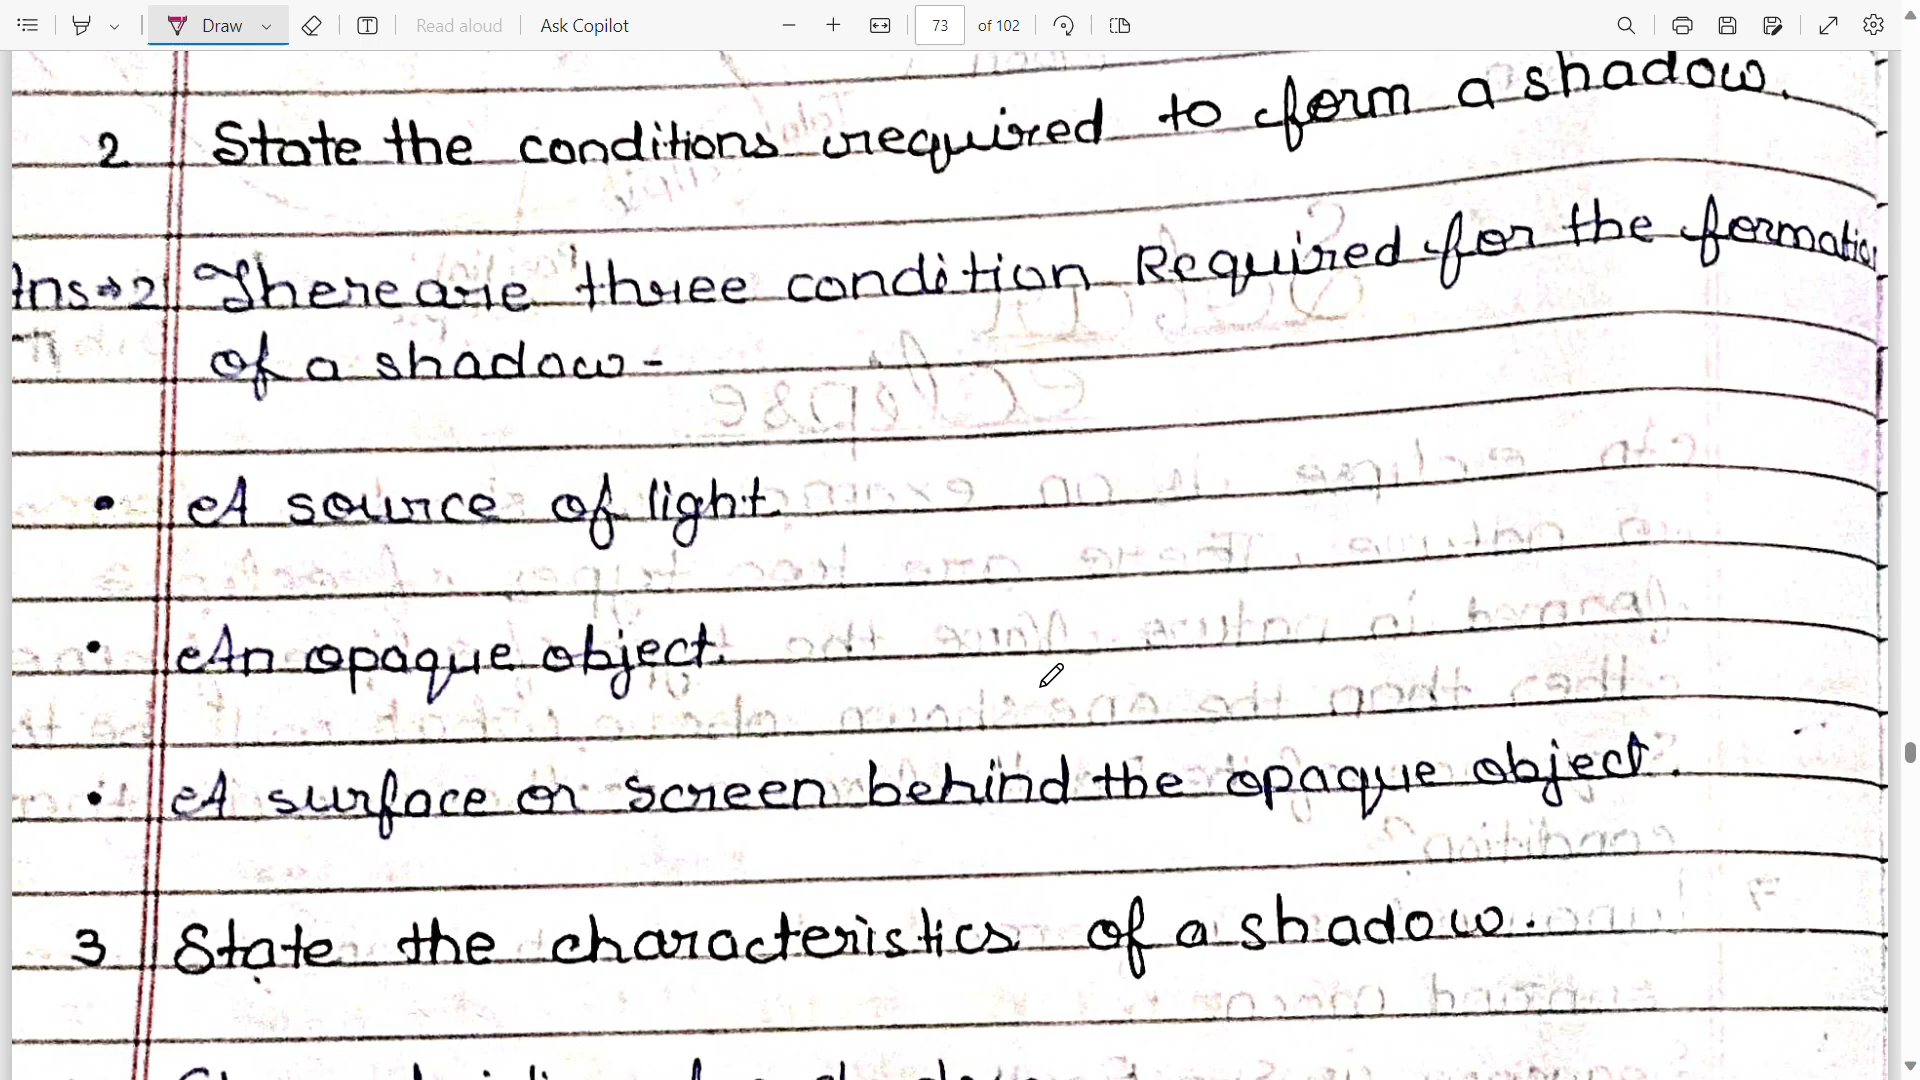 Draw
Read aloud
Ask Copilot
73
of 102
2 State the conditions required to form a shadow.
Ans→2 There are three condition Required for the formation
of a shadow-
• A source of light
• An opaque object.
• A surface or screen behind the opaque object.
3 State the characteristics of a shadow.